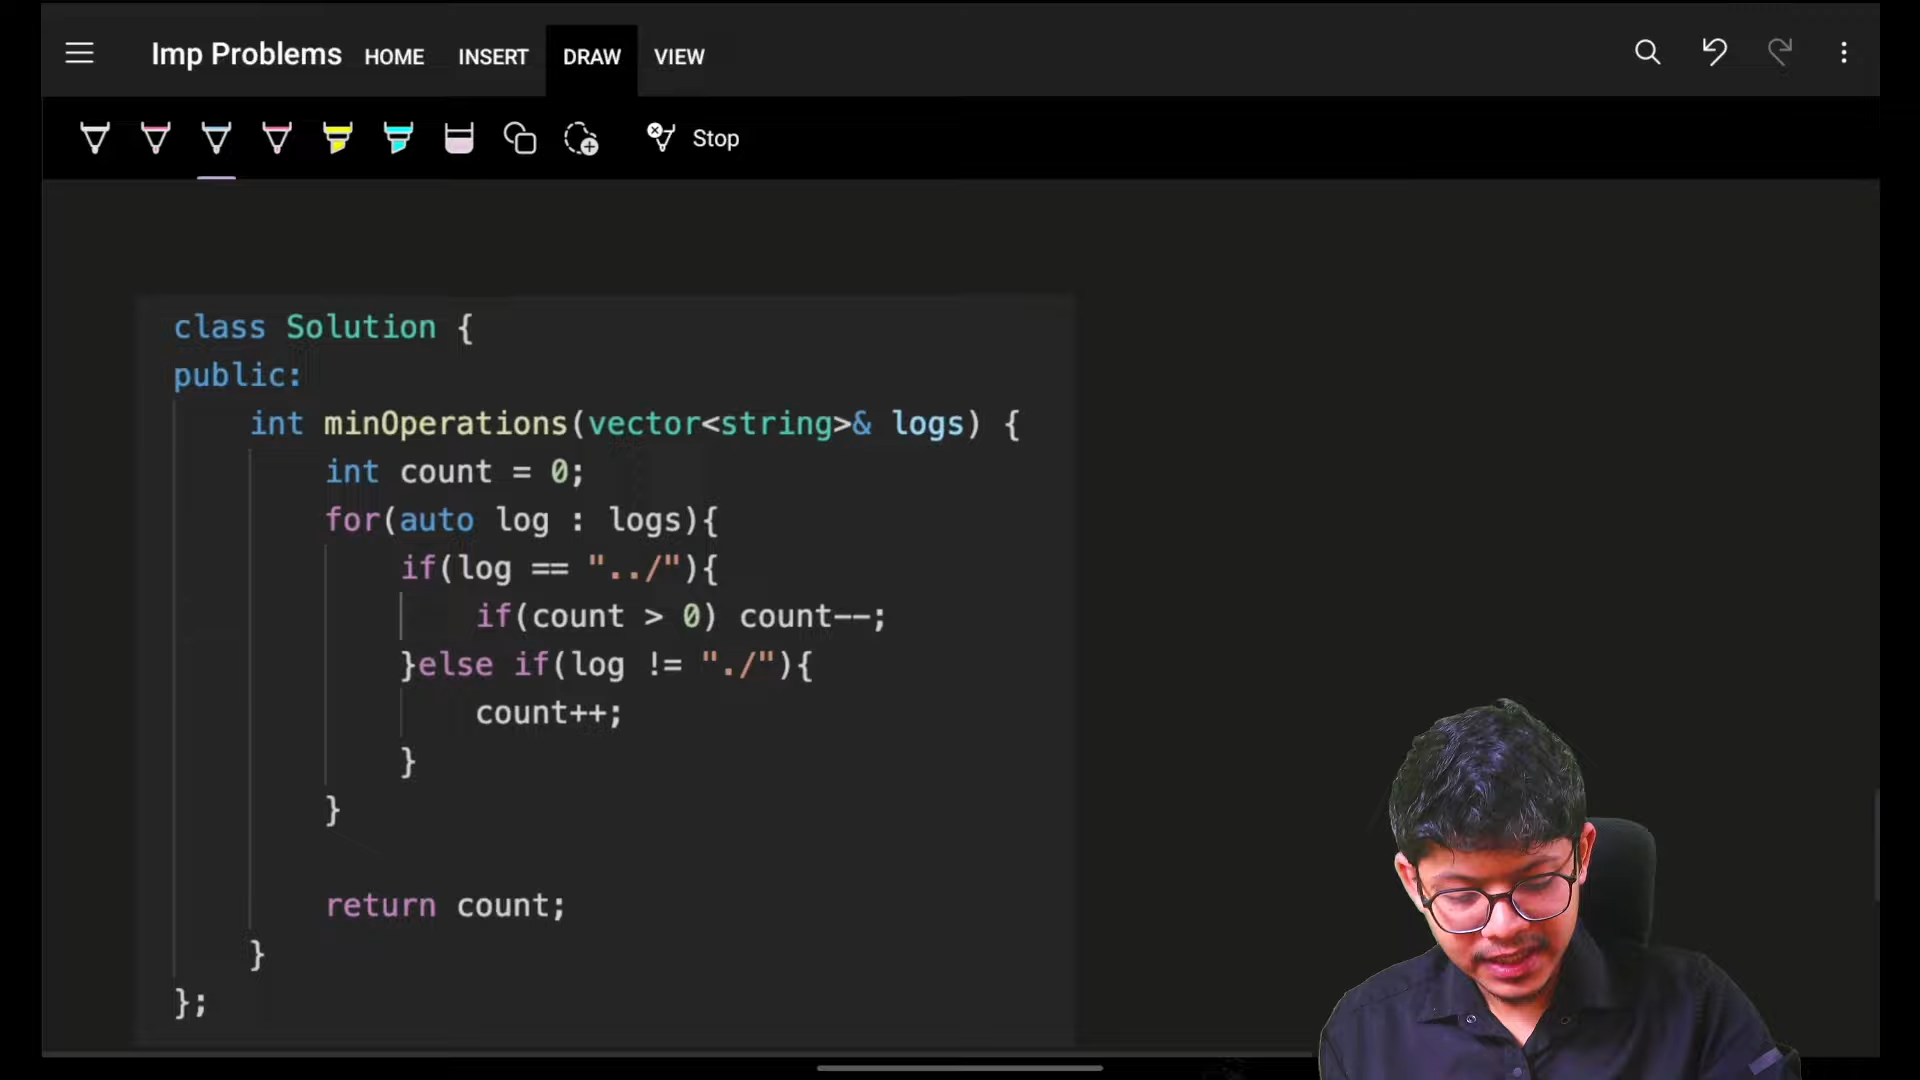 Imp Problems HOME INSERT DRAW VIEW
Stop
class Solution {
public:
int minOperations(vector<string>& logs) {
int count = 0;
for(auto log : logs){
if(log == "../"){
if(count > 0) count--;
}else if(log != "./"){
count++;
}
}
return count;
}
};